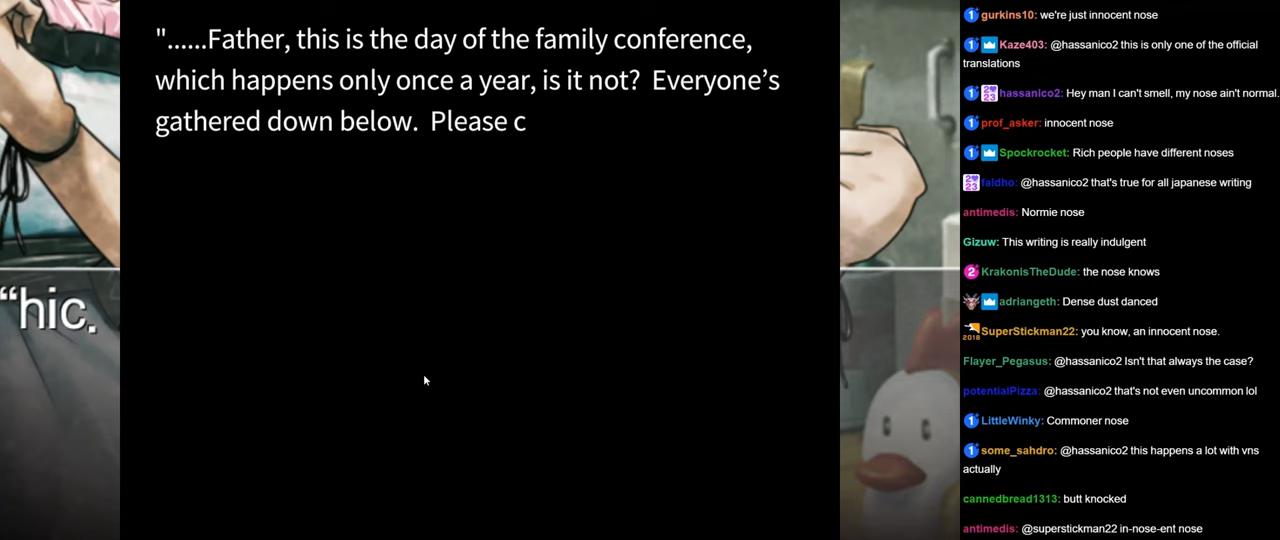 "......Father, this is the day of the family conference,
which happens only once a year, is it not?  Everyone’s
gathered down below.  Please c
“hic.
gurkins10: we're just innocent nose
Kaze403: @hassanico2 this is only one of the official
translations
hassanico2: Hey man I can't smell, my nose ain't normal.
prof_asker: innocent nose
Spockrocket: Rich people have different noses
faldho: @hassanico2 that's true for all japanese writing
antimedis: Normie nose
Gizuw: This writing is really indulgent
KrakonisTheDude: the nose knows
adriangeth: Dense dust danced
SuperStickman22: you know, an innocent nose.
Flayer_Pegasus: @hassanico2 Isn't that always the case?
potentialPizza: @hassanico2 that's not even uncommon lol
LittleWinky: Commoner nose
some_sahdro: @hassanico2 this happens a lot with vns
actually
cannedbread1313: butt knocked
antimedis: @superstickman22 in-nose-ent nose